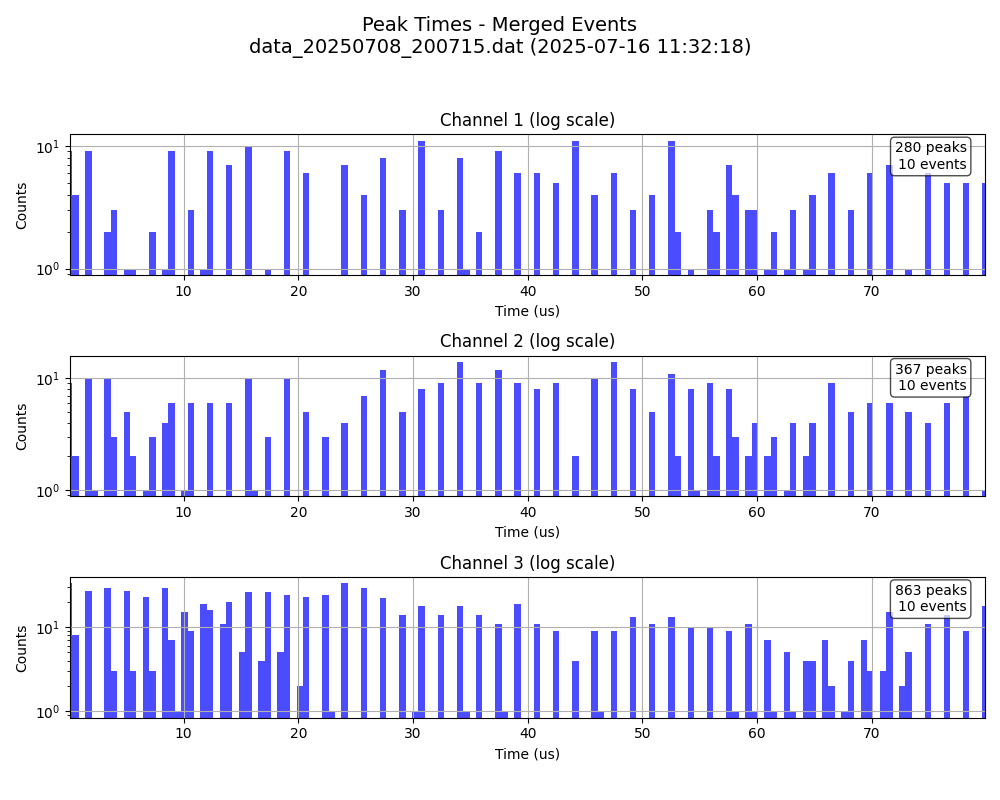 Peak Times - Merged Events
data_20250708_200715.dat (2025-07-16 11:32:18)
Channel 1 (log scale)
280 peaks
10 events
Counts
10¹
10⁰
10 20 30 40 50 60 70
Time (us)
Channel 2 (log scale)
367 peaks
10 events
Counts
10¹
10⁰
10 20 30 40 50 60 70
Time (us)
Channel 3 (log scale)
863 peaks
10 events
Counts
10¹
10⁰
10 20 30 40 50 60 70
Time (us)